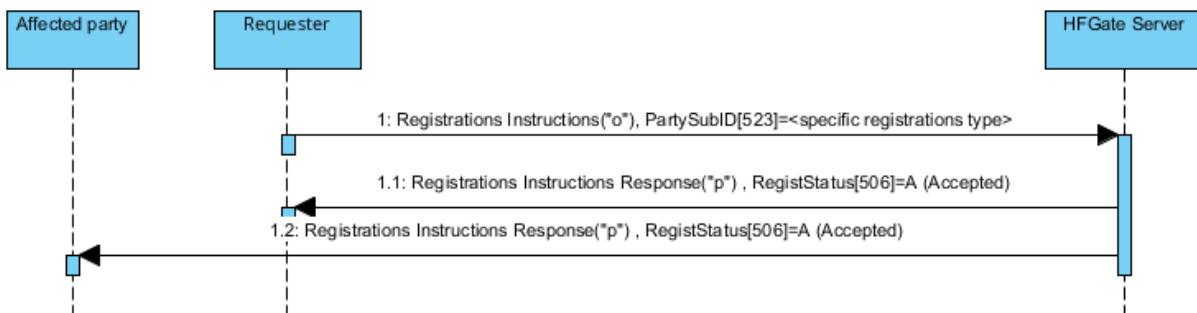 Affected party
Requester
HFGate Server
1: Registrations Instructions("o"), PartySubID[523]=<specific registrations type>
1.1: Registrations Instructions Response("p") , RegistStatus[506]=A (Accepted)
1.2: Registrations Instructions Response("p") , RegistStatus[506]=A (Accepted)